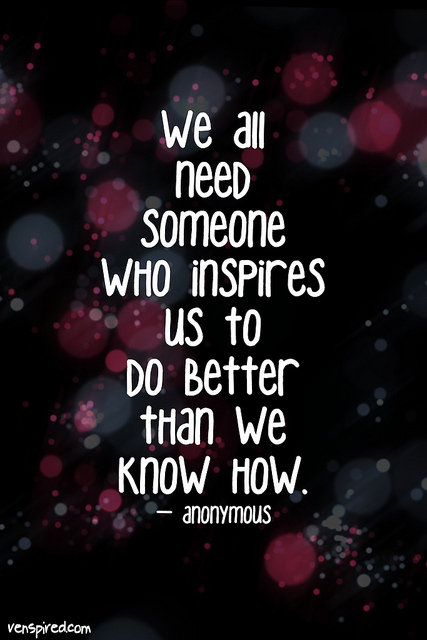 we all
need
someone
who inspires
us to
do better
than we
know how.
– anonymous
venspired.com